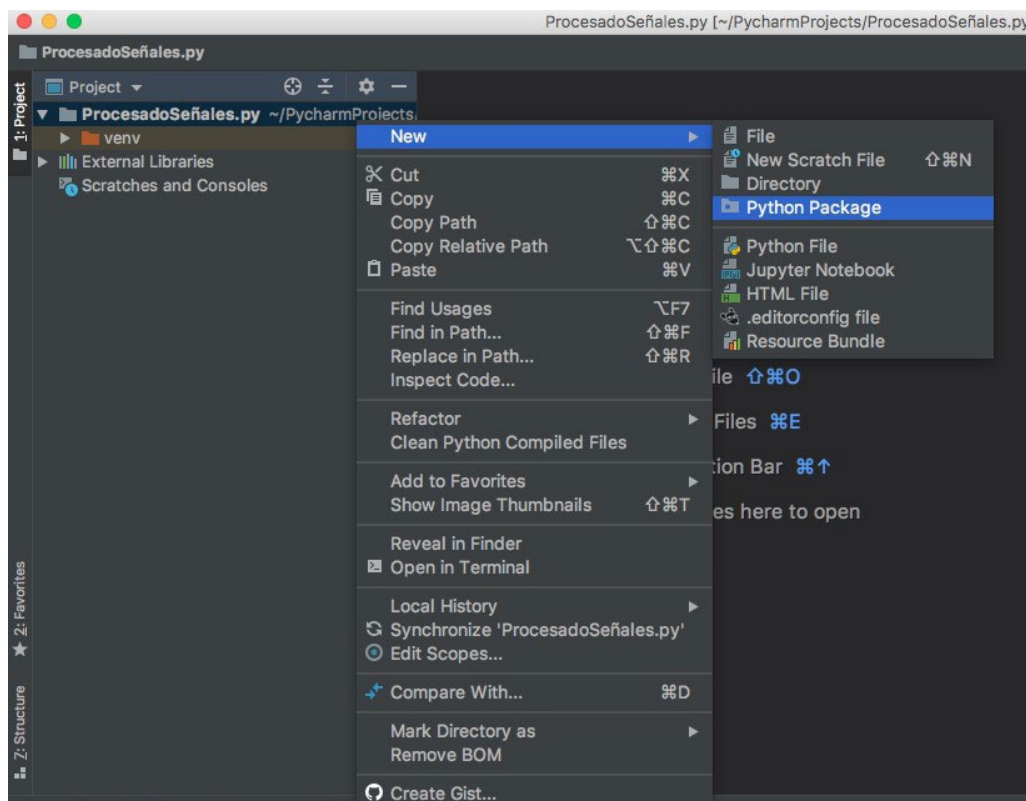 ProcesadoSeñales.py [~/PycharmProjects/ProcesadoSeñales.py
ProcesadoSeñales.py
1: Project
Project
ProcesadoSeñales.py ~/PycharmProjects/
venv
External Libraries
Scratches and Consoles
New
Cut ⌘X
Copy ⌘C
Copy Path ⇧⌘C
Copy Relative Path ⌥⇧⌘C
Paste ⌘V
Find Usages ⌥F7
Find in Path... ⇧⌘F
Replace in Path... ⇧⌘R
Inspect Code...
Refactor
Clean Python Compiled Files
Add to Favorites
Show Image Thumbnails ⇧⌘T
Reveal in Finder
Open in Terminal
Local History
Synchronize 'ProcesadoSeñales.py'
Edit Scopes...
Compare With... ⌘D
Mark Directory as
Remove BOM
Create Gist...
File
New Scratch File ⇧⌘N
Directory
Python Package
Python File
Jupyter Notebook
HTML File
.editorconfig file
Resource Bundle
ile ⇧⌘O
Files ⌘E
tion Bar ⌘↑
es here to open
2: Favorites
7: Structure